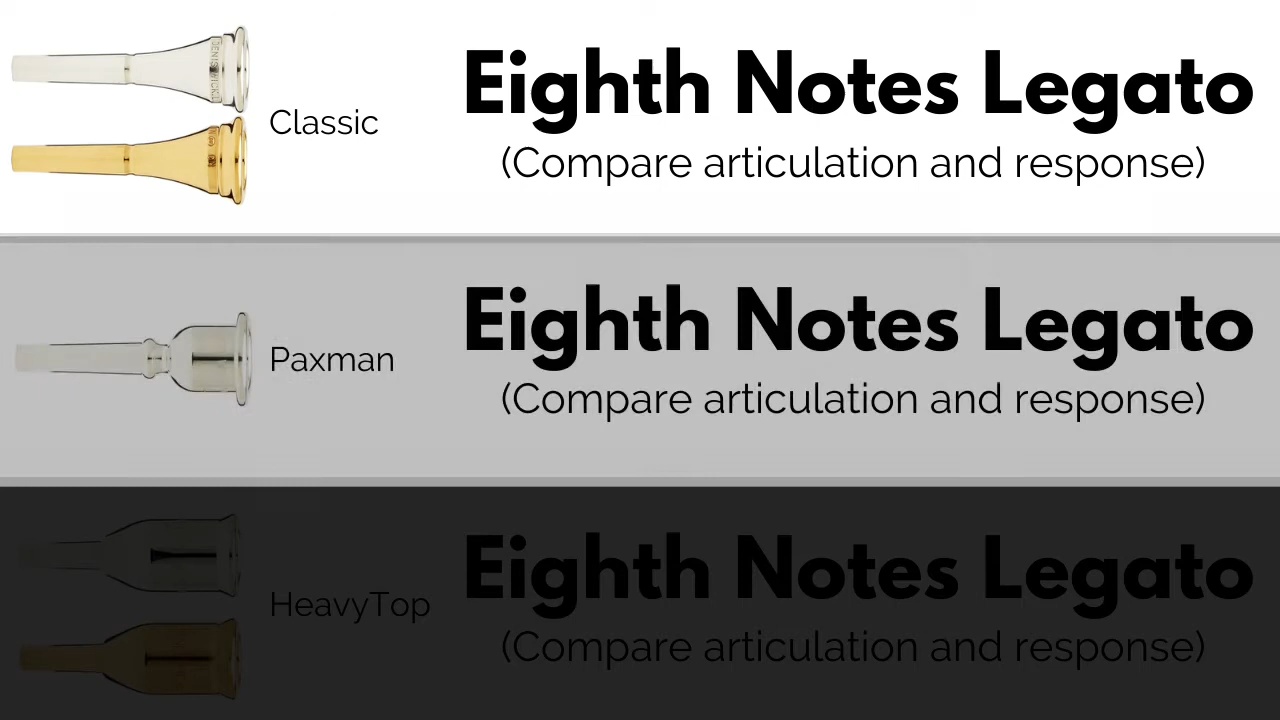 Classic
Eighth Notes Legato
(Compare articulation and response)
Paxman
Eighth Notes Legato
(Compare articulation and response)
HeavyTop
Eighth Notes Legato
(Compare articulation and response)